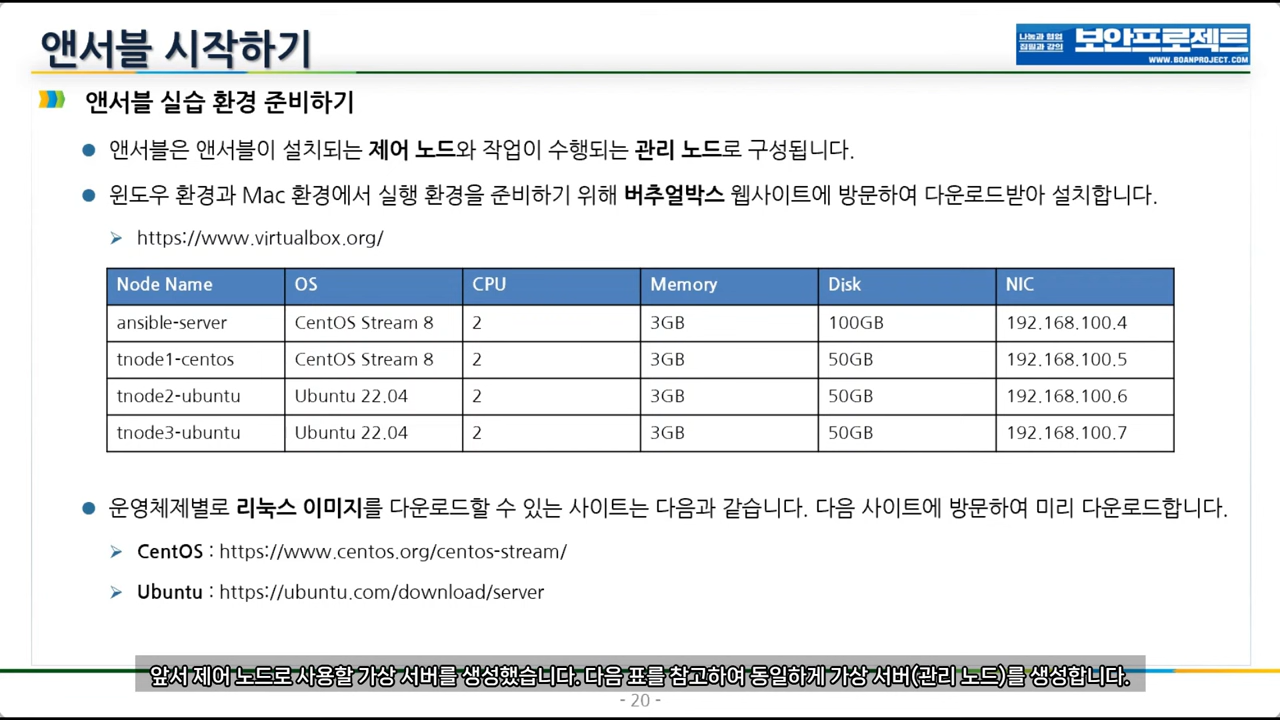 앤서블 시작하기
나눔과 협업
집필과 강의
보안프로젝트
WWW.BOANPROJECT.COM
앤서블 실습 환경 준비하기
앤서블은 앤서블이 설치되는 제어 노드와 작업이 수행되는 관리 노드로 구성됩니다.
윈도우 환경과 Mac 환경에서 실행 환경을 준비하기 위해 버추얼박스 웹사이트에 방문하여 다운로드받아 설치합니다.
https://www.virtualbox.org/
Node Name OS CPU Memory Disk NIC
ansible-server CentOS Stream 8 2 3GB 100GB 192.168.100.4
tnode1-centos CentOS Stream 8 2 3GB 50GB 192.168.100.5
tnode2-ubuntu Ubuntu 22.04 2 3GB 50GB 192.168.100.6
tnode3-ubuntu Ubuntu 22.04 2 3GB 50GB 192.168.100.7
운영체제별로 리눅스 이미지를 다운로드할 수 있는 사이트는 다음과 같습니다. 다음 사이트에 방문하여 미리 다운로드합니다.
CentOS : https://www.centos.org/centos-stream/
Ubuntu : https://ubuntu.com/download/server
앞서 제어 노드로 사용할 가상 서버를 생성했습니다. 다음 표를 참고하여 동일하게 가상 서버(관리 노드)를 생성합니다.
- 20 -